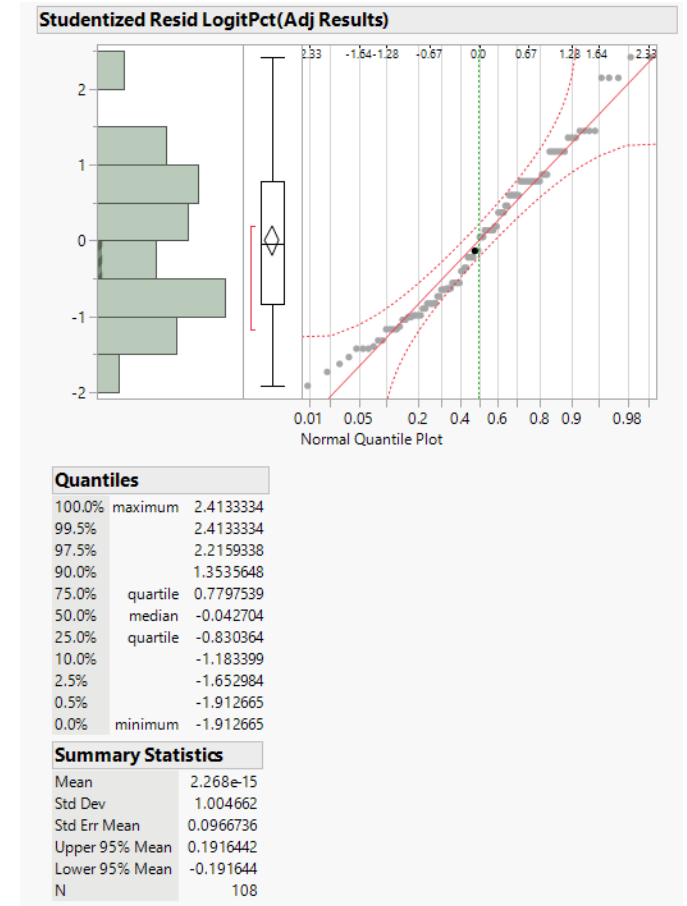 Studentized Resid LogitPct(Adj Results)
2.33 -1.64 -1.28 -0.67 0.0 0.67 1.28 1.64 2.33
2
1
0
-1
-2
0.01 0.05 0.2 0.4 0.6 0.8 0.9 0.98
Normal Quantile Plot
Quantiles
100.0% maximum 2.4133334
99.5% 2.4133334
97.5% 2.2159338
90.0% 1.3535648
75.0% quartile 0.7797539
50.0% median -0.042704
25.0% quartile -0.830364
10.0% -1.183399
2.5% -1.652984
0.5% -1.912665
0.0% minimum -1.912665
Summary Statistics
Mean 2.268e-15
Std Dev 1.004662
Std Err Mean 0.0966736
Upper 95% Mean 0.1916442
Lower 95% Mean -0.191644
N 108